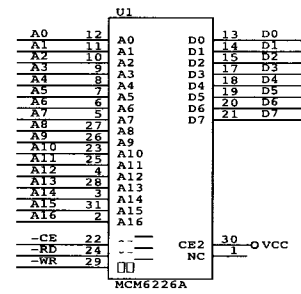 U1
A0 12 A0 D0 13 D0
A1 11 A1 D1 14 D1
A2 10 A2 D2 15 D2
A3 9 A3 D3 17 D3
A4 8 A4 D4 18 D4
A5 7 A5 D5 19 D5
A6 6 A6 D6 20 D6
A7 5 A7 D7 21 D7
A8 27 A8
A9 26 A9
A10 23 A10
A11 25 A11
A12 4 A12
A13 28 A13
A14 3 A14
A15 31 A15
A16 2 A16
-CE 22 CE2 30 VCC
-RD 24 NC 1
-WR 29
MCM6226A